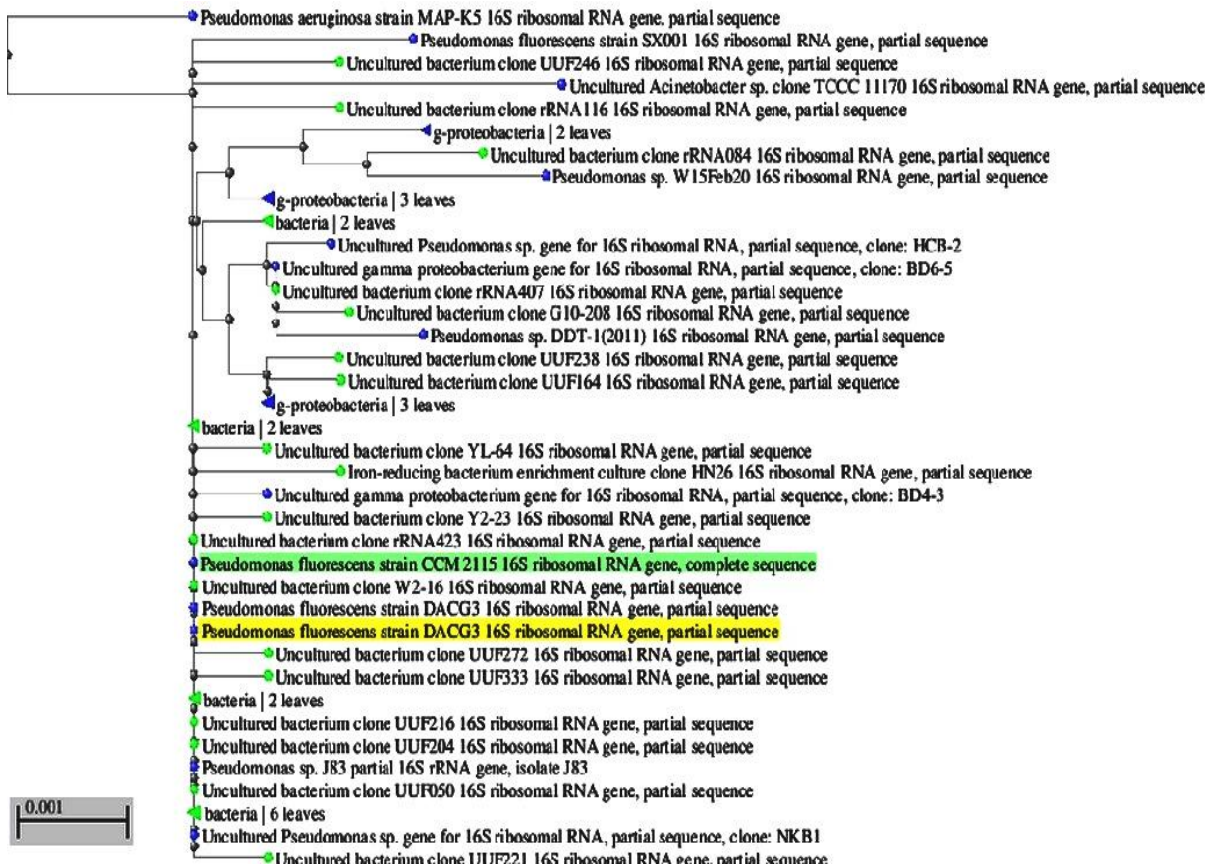 Pseudomonas aeruginosa strain MAP-K5 16S ribosomal RNA gene, partial sequence
Pseudomonas fluorescens strain SX001 16S ribosomal RNA gene, partial sequence
Uncultured bacterium clone UUF246 16S ribosomal RNA gene, partial sequence
Uncultured Acinetobacter sp. clone TCCC 11170 16S ribosomal RNA gene, partial sequence
Uncultured bacterium clone rRNA116 16S ribosomal RNA gene, partial sequence
g-proteobacteria | 2 leaves
Uncultured bacterium clone rRNA084 16S ribosomal RNA gene, partial sequence
Pseudomonas sp. W15Feb20 16S ribosomal RNA gene, partial sequence
g-proteobacteria | 3 leaves
bacteria | 2 leaves
Uncultured Pseudomonas sp. gene for 16S ribosomal RNA, partial sequence, clone: HCB-2
Uncultured gamma proteobacterium gene for 16S ribosomal RNA, partial sequence, clone: BD6-5
Uncultured bacterium clone rRNA407 16S ribosomal RNA gene, partial sequence
Uncultured bacterium clone G10-208 16S ribosomal RNA gene, partial sequence
Pseudomonas sp. DDT-1(2011) 16S ribosomal RNA gene, partial sequence
Uncultured bacterium clone UUF238 16S ribosomal RNA gene, partial sequence
Uncultured bacterium clone UUF164 16S ribosomal RNA gene, partial sequence
g-proteobacteria | 3 leaves
bacteria | 2 leaves
Uncultured bacterium clone YL-64 16S ribosomal RNA gene, partial sequence
Iron-reducing bacterium enrichment culture clone HN26 16S ribosomal RNA gene, partial sequence
Uncultured gamma proteobacterium gene for 16S ribosomal RNA, partial sequence, clone: BD4-3
Uncultured bacterium clone Y2-23 16S ribosomal RNA gene, partial sequence
Uncultured bacterium clone rRNA423 16S ribosomal RNA gene, partial sequence
Pseudomonas fluorescens strain CCM 2115 16S ribosomal RNA gene, complete sequence
Uncultured bacterium clone W2-16 16S ribosomal RNA gene, partial sequence
Pseudomonas fluorescens strain DACG3 16S ribosomal RNA gene, partial sequence
Pseudomonas fluorescens strain DACG3 16S ribosomal RNA gene, partial sequence
Uncultured bacterium clone UUF272 16S ribosomal RNA gene, partial sequence
Uncultured bacterium clone UUF333 16S ribosomal RNA gene, partial sequence
bacteria | 2 leaves
Uncultured bacterium clone UUF216 16S ribosomal RNA gene, partial sequence
Uncultured bacterium clone UUF204 16S ribosomal RNA gene, partial sequence
Pseudomonas sp. J83 partial 16S rRNA gene, isolate J83
Uncultured bacterium clone UUF050 16S ribosomal RNA gene, partial sequence
0.001
bacteria | 6 leaves
Uncultured Pseudomonas sp. gene for 16S ribosomal RNA, partial sequence, clone: NKB1
Uncultured bacterium clone UUF221 16S ribosomal RNA gene, partial sequence